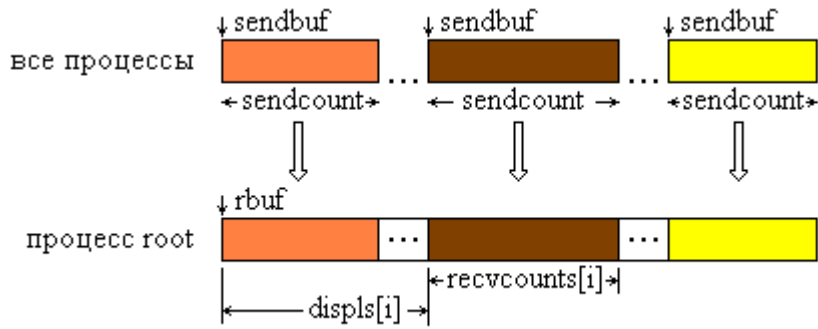 sendbuf sendbuf sendbuf
все процессы ... ...
sendcount sendcount sendcount
rbuf
процесс root ... ...
recvcounts[i]
displs[i]